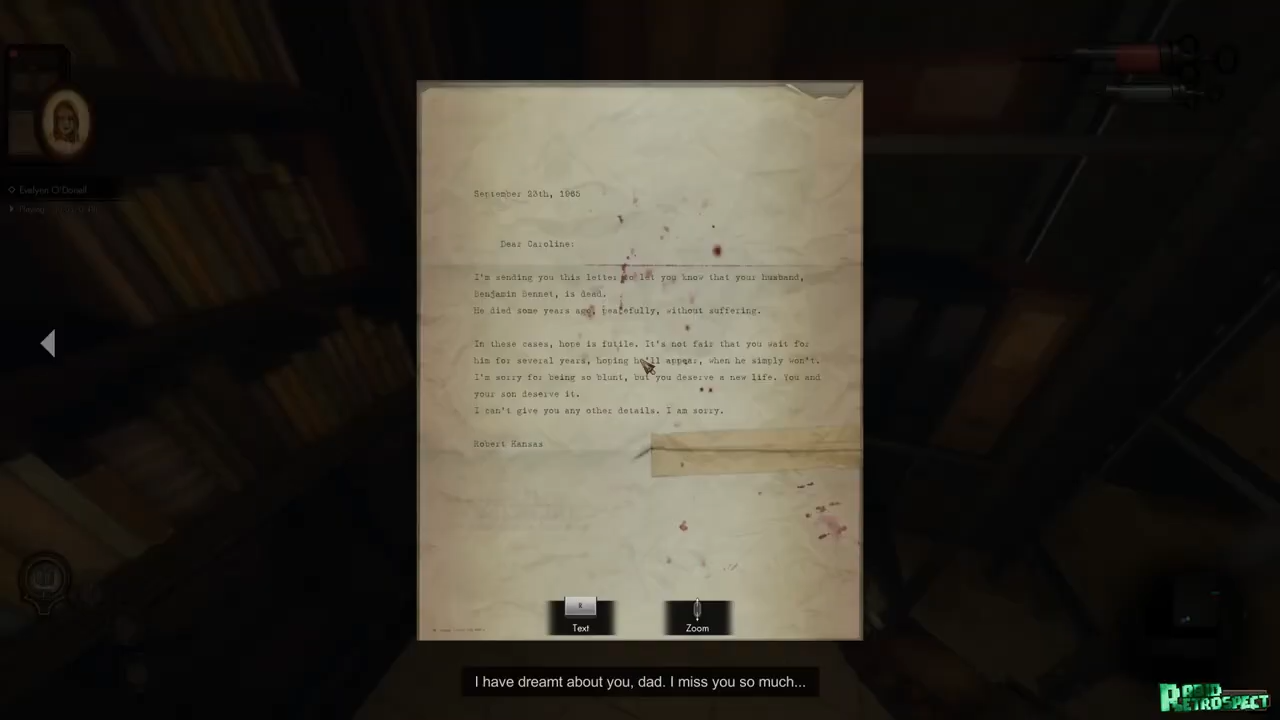 Evelynn O'Donell
September 23th, 1965
Dear Caroline:
I'm sending you this letter to let you know that your husband,
Benjamin Bennet, is dead.
He died some years ago, peacefully, without suffering.
In these cases, hope is futile. It's not fair that you wait for
him for several years, hoping he'll appear, when he simply won't.
I'm sorry for being so blunt, but you deserve a new life. You and
your son deserve it.
I can't give you any other details. I am sorry.
Robert Kansas
R
Text
Zoom
I have dreamt about you, dad. I miss you so much...
RETROSPECT